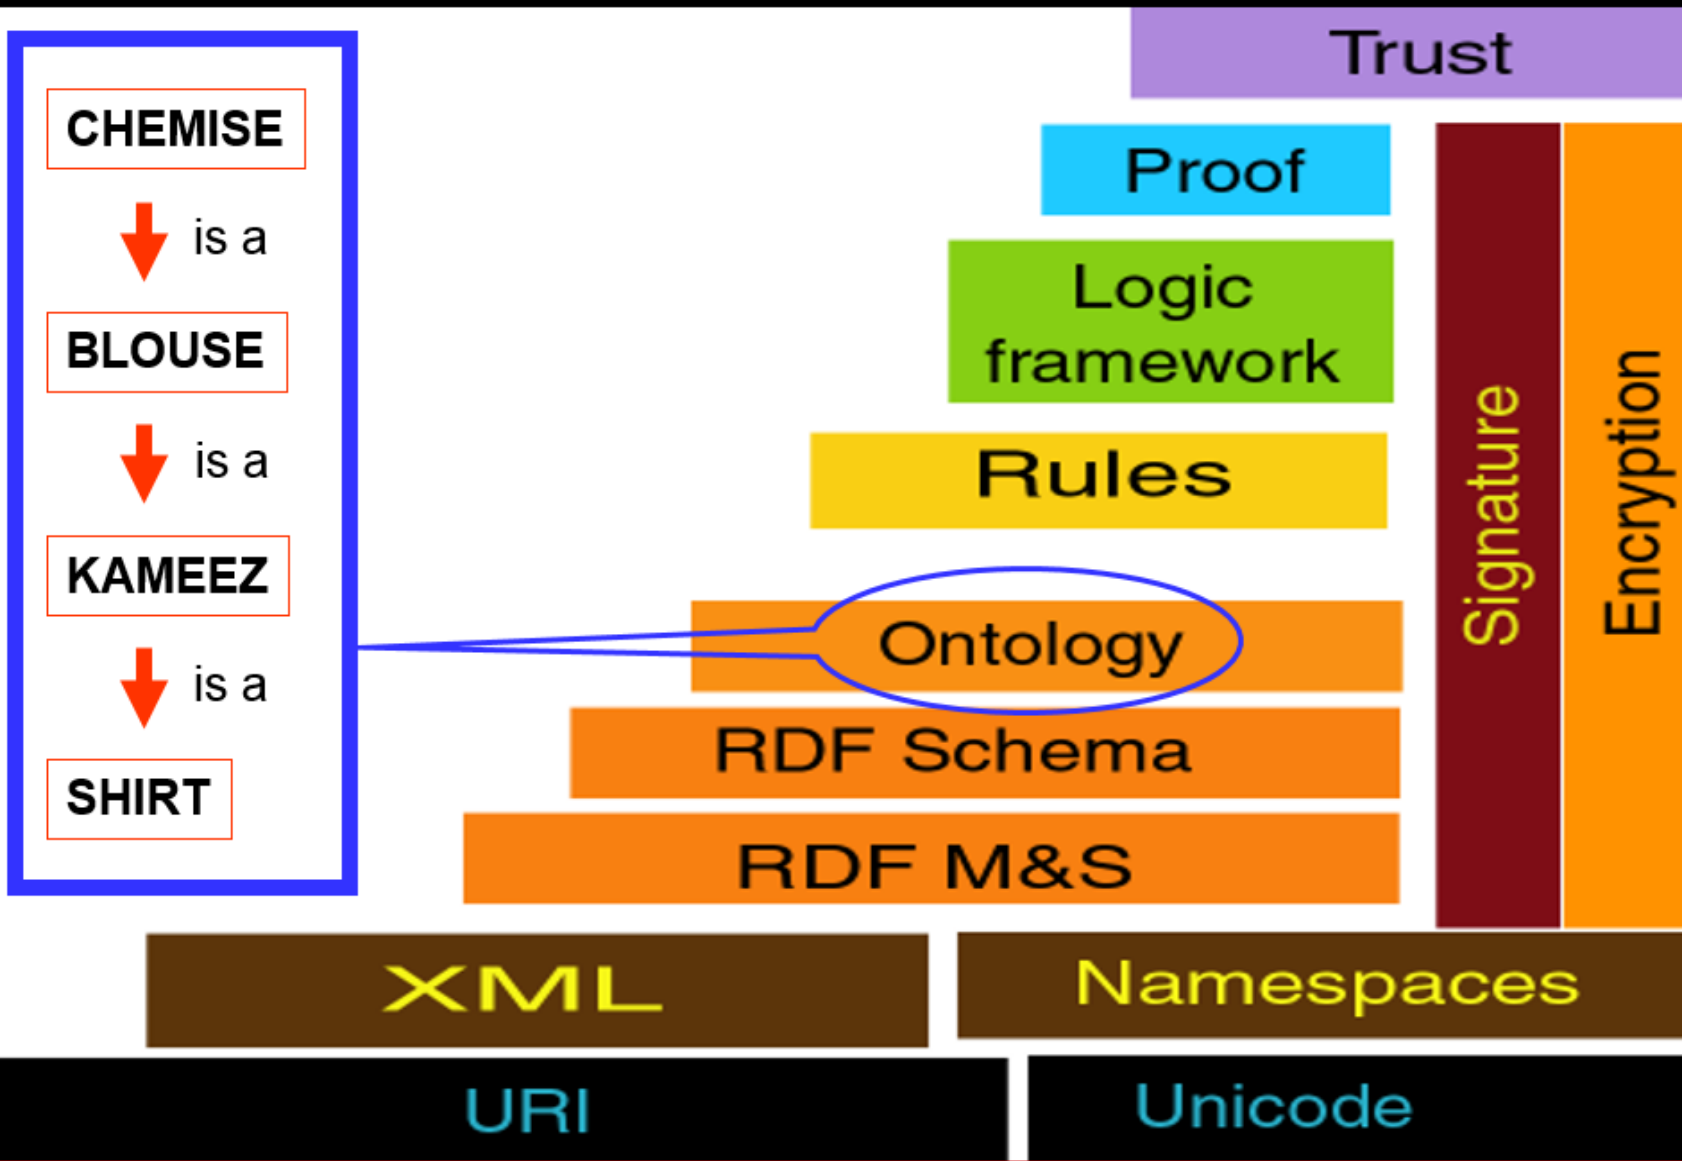 CHEMISE
is a
BLOUSE
is a
KAMEEZ
is a
SHIRT
Trust
Proof
Logic
framework
Rules
Ontology
RDF Schema
RDF M&S
Signature
Encryption
XML
Namespaces
URI
Unicode